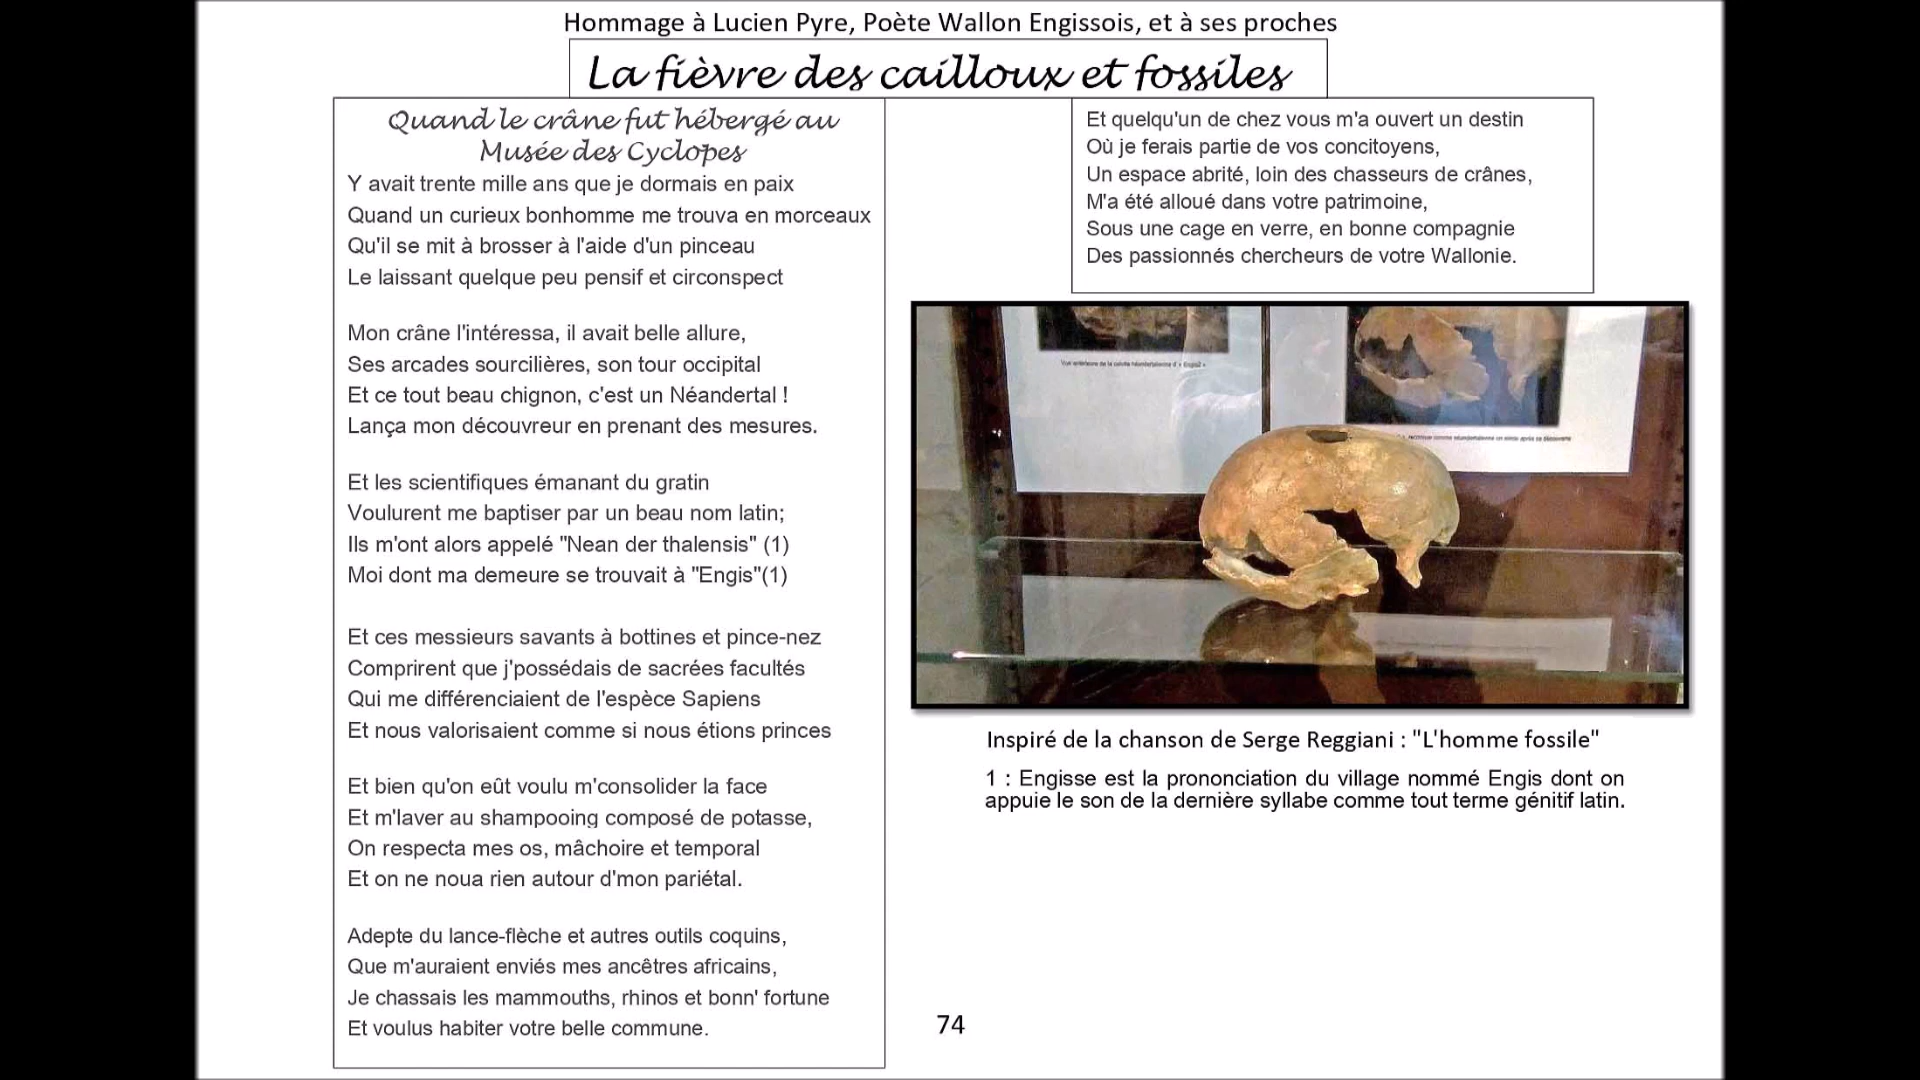 Hommage à Lucien Pyre, Poète Wallon Engissois, et à ses proches
La fièvre des cailloux et fossiles
Quand le crâne fut hébergé au
Musée des Cyclopes
Y avait trente mille ans que je dormais en paix
Quand un curieux bonhomme me trouva en morceaux
Qu'il se mit à brosser à l'aide d'un pinceau
Le laissant quelque peu pensif et circonspect
Mon crâne l'intéressa, il avait belle allure,
Ses arcades sourcilières, son tour occipital
Et ce tout beau chignon, c'est un Néandertal !
Lança mon découvreur en prenant des mesures.
Et les scientifiques émanant du gratin
Voulurent me baptiser par un beau nom latin;
Ils m'ont alors appelé "Nean der thalensis" (1)
Moi dont ma demeure se trouvait à "Engis"(1)
Et ces messieurs savants à bottines et pince-nez
Comprirent que j'possédais de sacrées facultés
Qui me différenciaient de l'espèce Sapiens
Et nous valorisaient comme si nous étions princes
Et bien qu'on eût voulu m'consolider la face
Et m'laver au shampooing composé de potasse,
On respecta mes os, mâchoire et temporal
Et on ne noua rien autour d'mon pariétal.
Adepte du lance-flèche et autres outils coquins,
Que m'auraient enviés mes ancêtres africains,
Je chassais les mammouths, rhinos et bonn' fortune
Et voulus habiter votre belle commune.
Et quelqu'un de chez vous m'a ouvert un destin
Où je ferais partie de vos concitoyens,
Un espace abrité, loin des chasseurs de crânes,
M'a été alloué dans votre patrimoine,
Sous une cage en verre, en bonne compagnie
Des passionnés chercheurs de votre Wallonie.
Inspiré de la chanson de Serge Reggiani : "L'homme fossile"
1 : Engisse est la prononciation du village nommé Engis dont on
appuie le son de la dernière syllabe comme tout terme génitif latin.
74